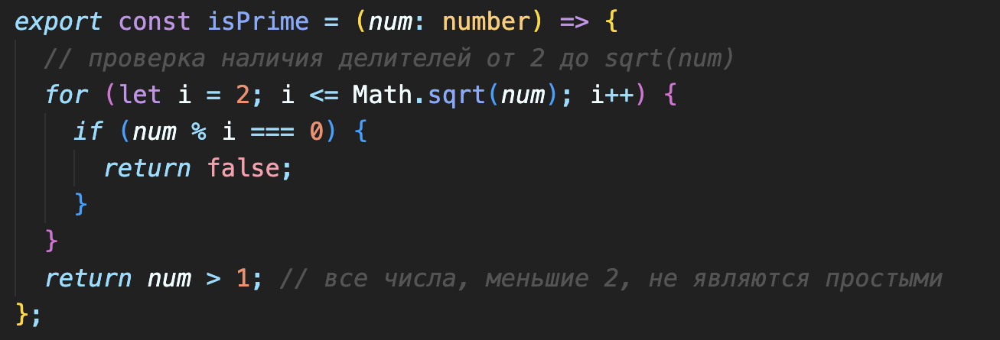 export const isPrime = (num: number) => {
  // проверка наличия делителей от 2 до sqrt(num)
  for (let i = 2; i <= Math.sqrt(num); i++) {
    if (num % i === 0) {
      return false;
    }
  }
  return num > 1; // все числа, меньшие 2, не являются простыми
};